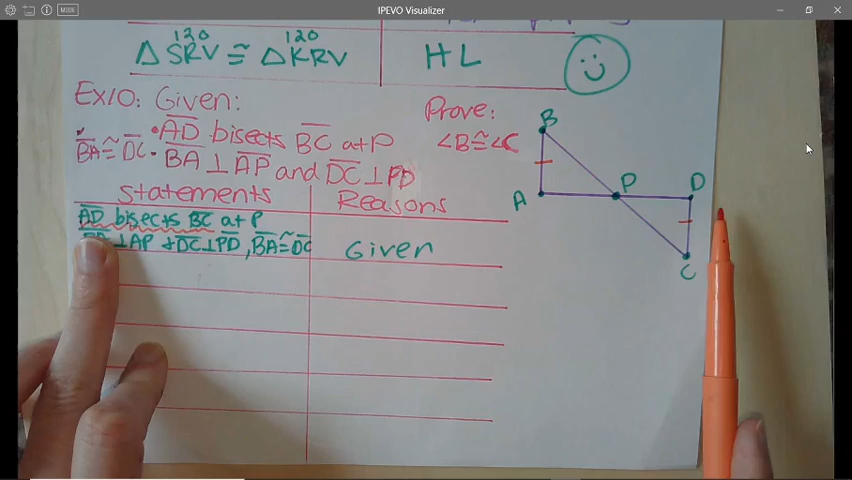 IPEVO Visualizer
MODE
120 120
△SRV ≅ △KRV HL
EX10: Given:
• AD bisects BC at P
BA ≅ DC • BA ⊥ AP and DC ⊥ PD
Prove:
∠B ≅ ∠C
Statements Reasons
AD bisects BC at P
⊥ AP + DC ⊥ PD, BA ≅ DC Given
B
A
P
D
C